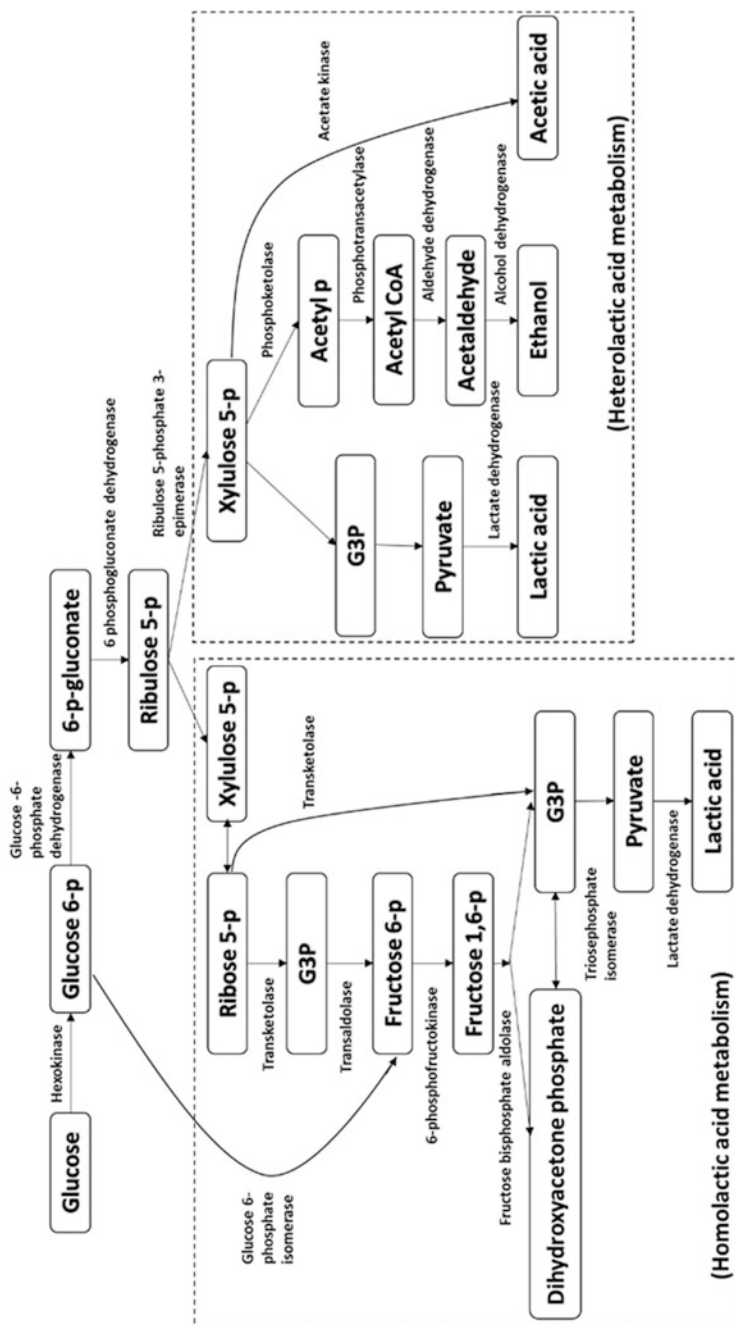 Glucose
Hexokinase
Glucose 6-p
Glucose -6-
phosphate
dehydrogenase
6-p-gluconate
6 phosphogluconate dehydrogenase
Ribulose 5-p
Ribulose 5-phosphate 3-
epimerase
Glucose 6-
phosphate
isomerase
Ribose 5-p
Xylulose 5-p
Transketolase
Transketolase
G3P
Transaldolase
Fructose 6-p
6-phosphofructokinase
Fructose 1,6-p
Fructose bisphosphate aldolase
Dihydroxyacetone phosphate
Triosephosphate
isomerase
G3P
Pyruvate
Lactate dehydrogenase
Lactic acid
(Homolactic acid metabolism)
Xylulose 5-p
Phosphoketolase
Acetate kinase
G3P
Acetyl p
Phosphotransacetylase
Pyruvate
Acetyl CoA
Aldehyde dehydrogenase
Lactate dehydrogenase
Acetaldehyde
Alcohol dehydrogenase
Lactic acid
Ethanol
Acetic acid
(Heterolactic acid metabolism)